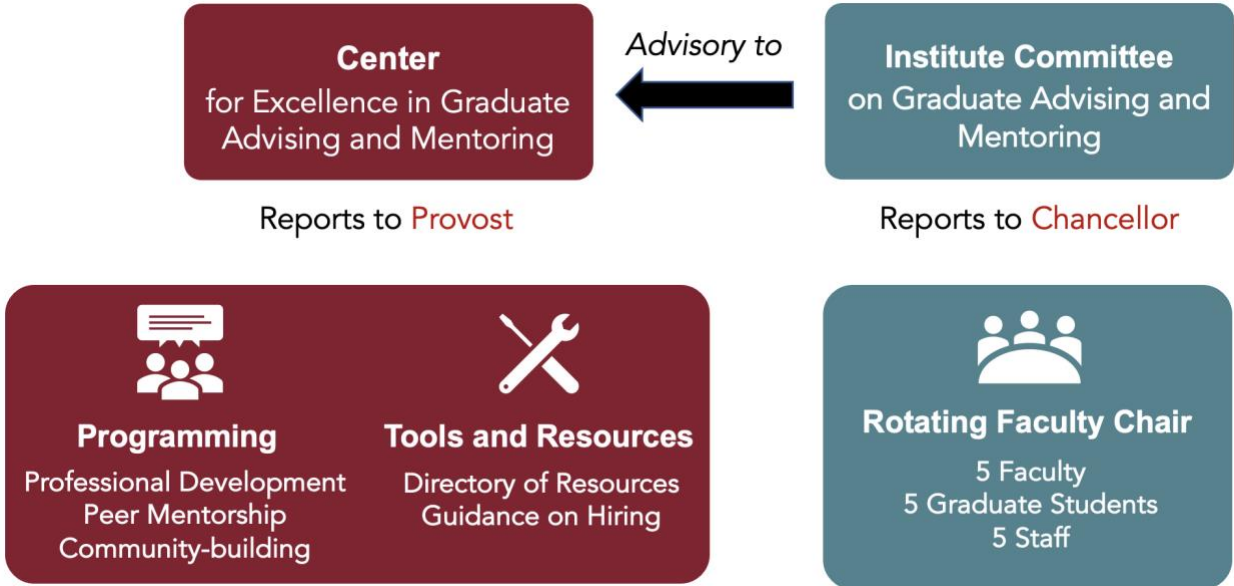 Center
for Excellence in Graduate
Advising and Mentoring
Advisory to
Institute Committee
on Graduate Advising and
Mentoring
Reports to Provost
Reports to Chancellor
Programming
Professional Development
Peer Mentorship
Community-building
Tools and Resources
Directory of Resources
Guidance on Hiring
Rotating Faculty Chair
5 Faculty
5 Graduate Students
5 Staff